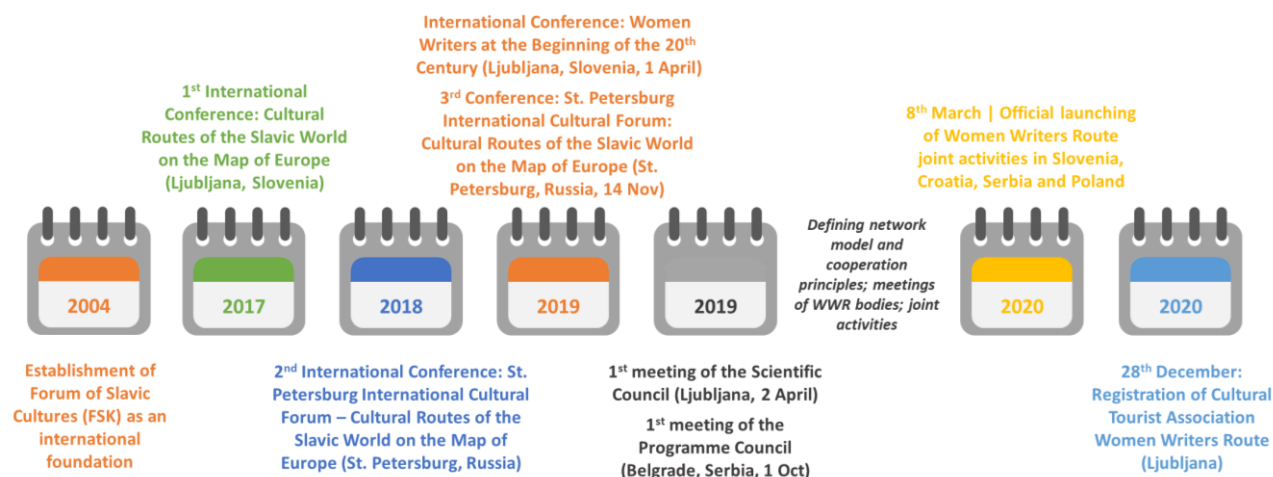 International Conference: Women
Writers at the Beginning of the 20th
Century (Ljubljana, Slovenia, 1 April)
3rd Conference: St. Petersburg
International Cultural Forum:
Cultural Routes of the Slavic World
on the Map of Europe (St.
Petersburg, Russia, 14 Nov)
1st International
Conference: Cultural
Routes of the Slavic World
on the Map of Europe
(Ljubljana, Slovenia)
8th March | Official launching
of Women Writers Route
joint activities in Slovenia,
Croatia, Serbia and Poland
2004
2017
2018
2019
2019
Defining network
model and
cooperation
principles; meetings
of WWR bodies; joint
activities
2020
2020
Establishment of
Forum of Slavic
Cultures (FSK) as an
international
foundation
2nd International Conference: St.
Petersburg International Cultural
Forum – Cultural Routes of the
Slavic World on the Map of
Europe (St. Petersburg, Russia)
1st meeting of the Scientific
Council (Ljubljana, 2 April)
1st meeting of the
Programme Council
(Belgrade, Serbia, 1 Oct)
28th December:
Registration of Cultural
Tourist Association
Women Writers Route
(Ljubljana)